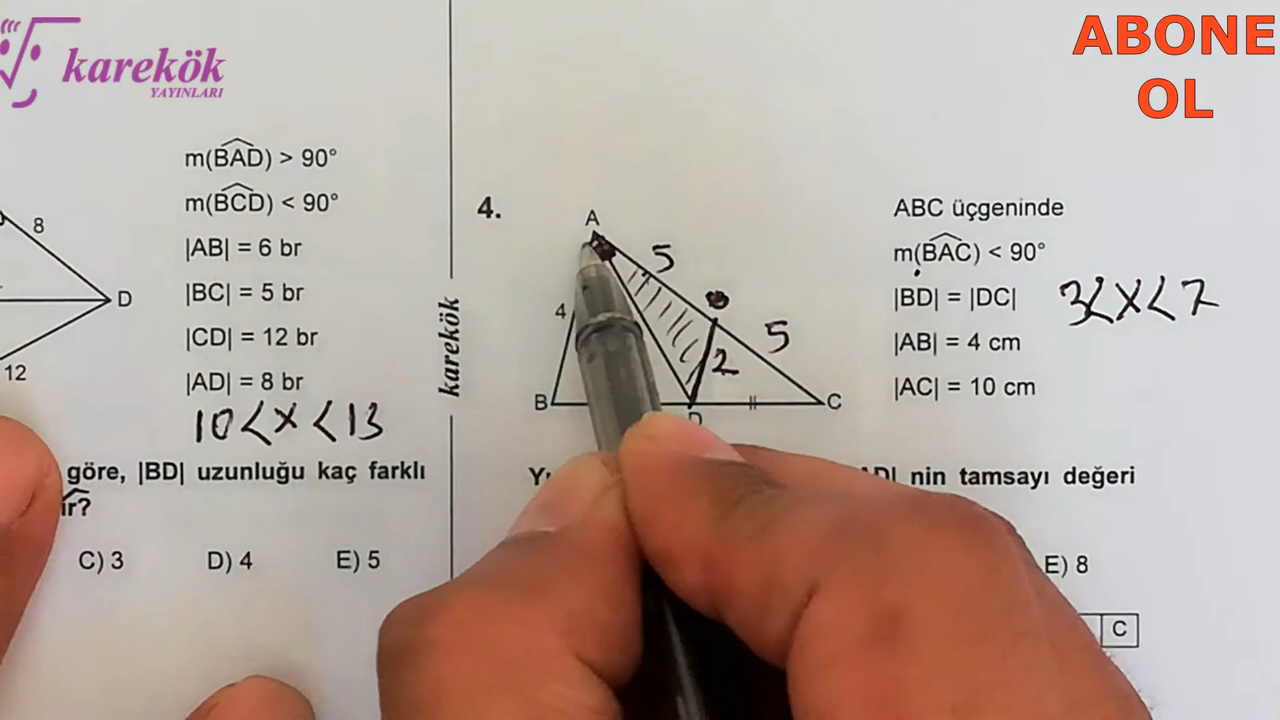 karekök
YAYINLARI
ABONE
OL
m(BAD) > 90°
m(BCD) < 90°
|AB| = 6 br
|BC| = 5 br
|CD| = 12 br
|AD| = 8 br
10 < x < 13
8
D
12
göre, |BD| uzunluğu kaç farklı
ir?
C) 3 D) 4 E) 5
karekök
4.
A
5
4
5
2
B
D
C
ABC üçgeninde
m(BAC) < 90°
|BD| = |DC|
3 < x < 7
|AB| = 4 cm
|AC| = 10 cm
nin tamsayı değeri
E) 8
C